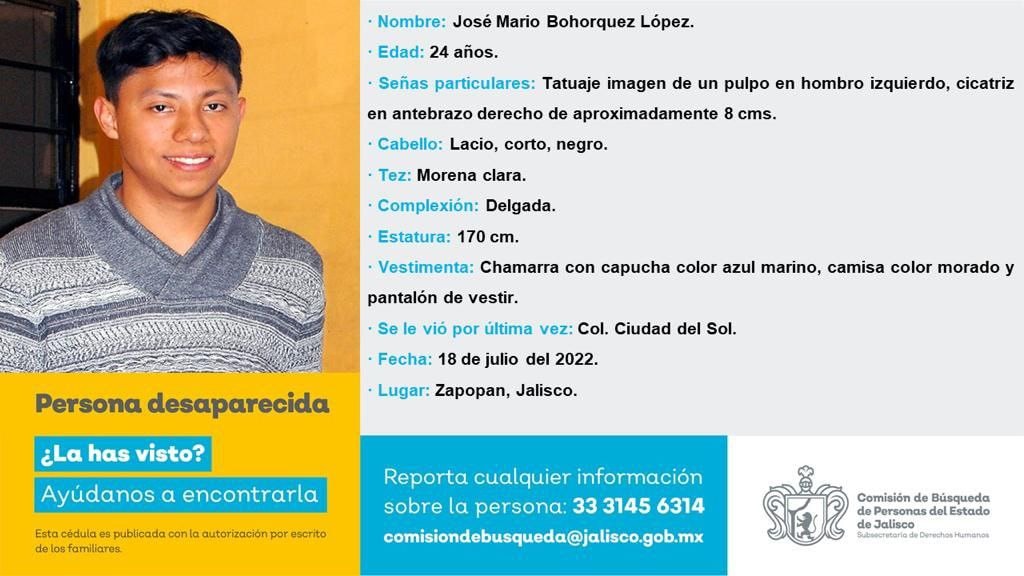 · Nombre: José Mario Bohorquez López.
· Edad: 24 años.
· Señas particulares: Tatuaje imagen de un pulpo en hombro izquierdo, cicatriz
en antebrazo derecho de aproximadamente 8 cms.
· Cabello: Lacio, corto, negro.
· Tez: Morena clara.
· Complexión: Delgada.
· Estatura: 170 cm.
· Vestimenta: Chamarra con capucha color azul marino, camisa color morado y
pantalón de vestir.
· Se le vió por última vez: Col. Ciudad del Sol.
· Fecha: 18 de julio del 2022.
· Lugar: Zapopan, Jalisco.
Persona desaparecida
¿La has visto?
Ayúdanos a encontrarla
Esta cédula es publicada con la autorización por escrito
de los familiares.
Reporta cualquier información
sobre la persona: 33 3145 6314
comisiondebusqueda@jalisco.gob.mx
Comisión de Búsqueda
de Personas del Estado
de Jalisco
Subsecretaría de Derechos Humanos